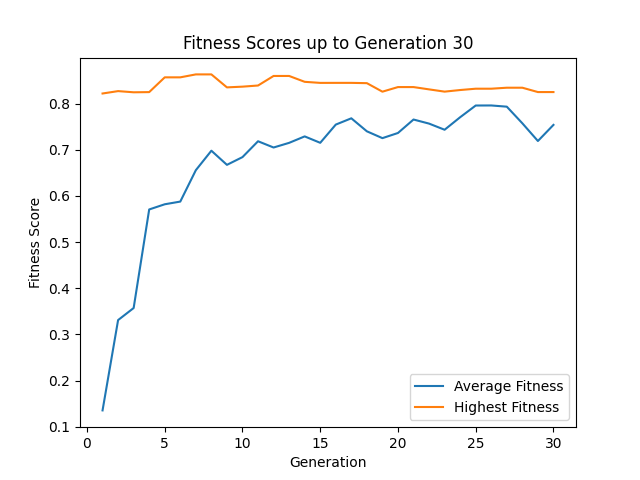 Fitness Scores up to Generation 30
Fitness Score
0.8
0.7
0.6
0.5
0.4
0.3
0.2
0.1
0 5 10 15 20 25 30
Generation
Average Fitness
Highest Fitness